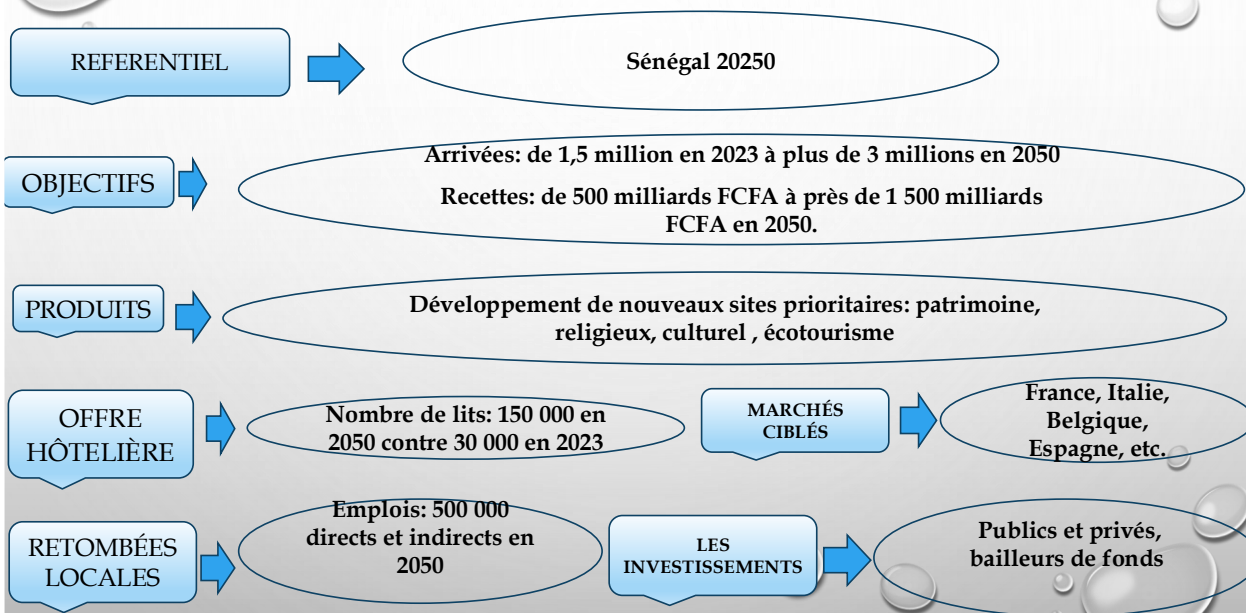 REFERENTIEL
Sénégal 20250
OBJECTIFS
Arrivées: de 1,5 million en 2023 à plus de 3 millions en 2050
Recettes: de 500 milliards FCFA à près de 1 500 milliards
FCFA en 2050.
PRODUITS
Développement de nouveaux sites prioritaires: patrimoine,
religieux, culturel , écotourisme
OFFRE
HÔTELIÈRE
Nombre de lits: 150 000 en
2050 contre 30 000 en 2023
MARCHÉS
CIBLÉS
France, Italie,
Belgique,
Espagne, etc.
RETOMBÉES
LOCALES
Emplois: 500 000
directs et indirects en
2050
LES
INVESTISSEMENTS
Publics et privés,
bailleurs de fonds